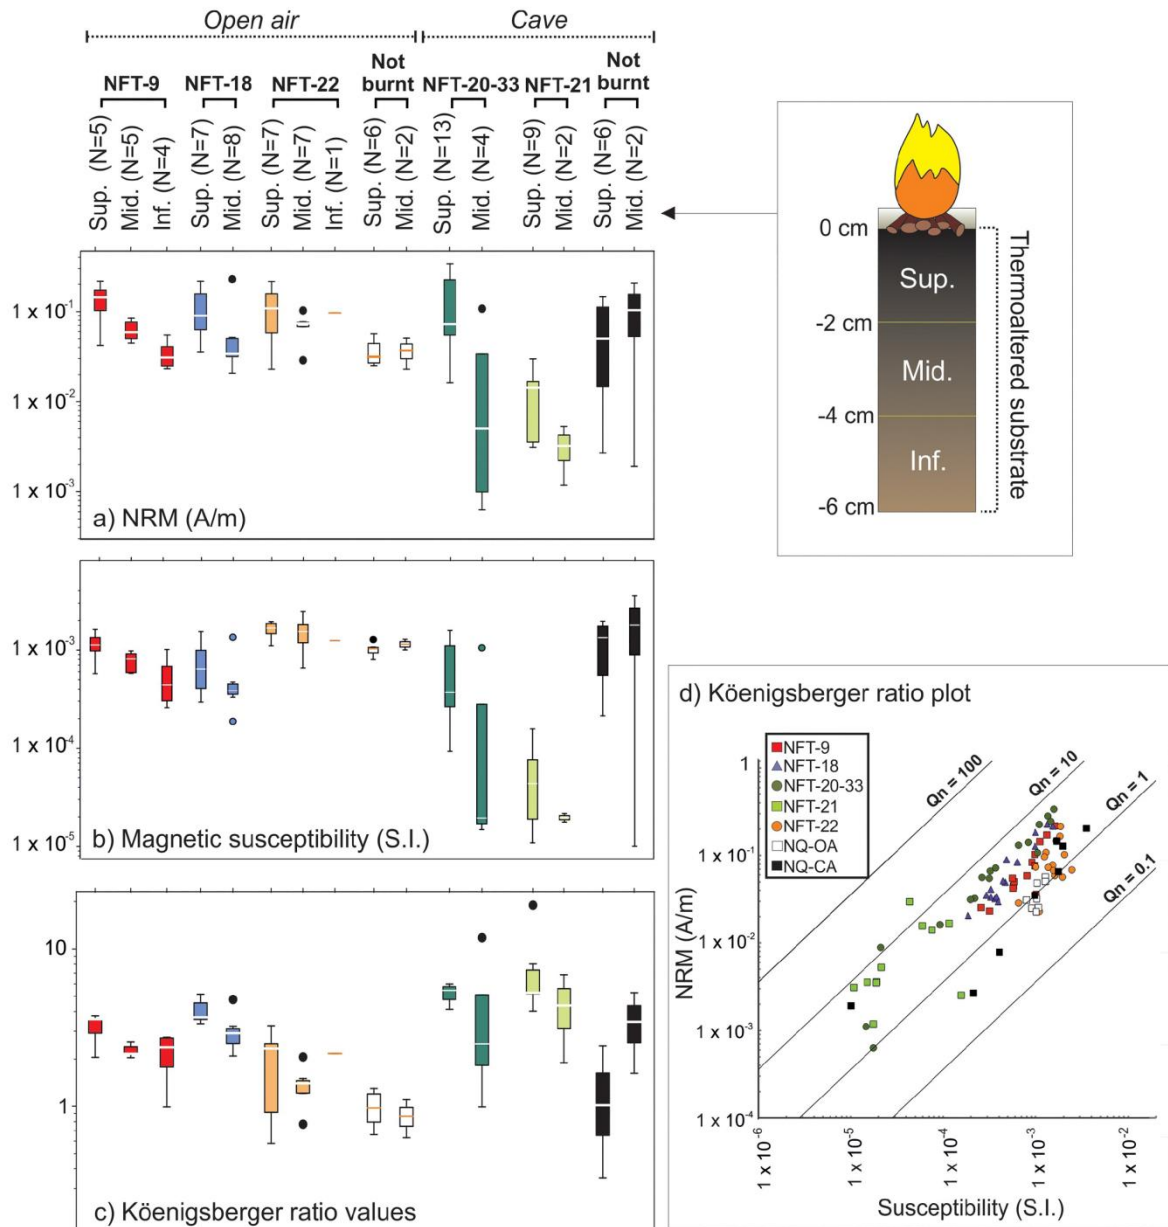 Open air
Cave
NFT-9
NFT-18
NFT-22
Not
burnt
NFT-20-33
NFT-21
Not
burnt
Sup. (N=5)
Mid. (N=5)
Inf. (N=4)
Sup. (N=7)
Mid. (N=8)
Sup. (N=7)
Mid. (N=7)
Inf. (N=1)
Sup. (N=6)
Mid. (N=2)
Sup. (N=13)
Mid. (N=4)
Sup. (N=9)
Mid. (N=2)
Sup. (N=6)
Mid. (N=2)
1 x 10⁻¹
1 x 10⁻²
1 x 10⁻³
a) NRM (A/m)
1 x 10⁻³
1 x 10⁻⁴
1 x 10⁻⁵
b) Magnetic susceptibility (S.I.)
10
1
c) Köenigsberger ratio values
0 cm
-2 cm
-4 cm
-6 cm
Sup.
Mid.
Inf.
Thermoaltered substrate
d) Köenigsberger ratio plot
NFT-9
NFT-18
NFT-20-33
NFT-21
NFT-22
NQ-OA
NQ-CA
Qn = 100
Qn = 10
Qn = 1
Qn = 0.1
NRM (A/m)
1
1 x 10⁻¹
1 x 10⁻²
1 x 10⁻³
1 x 10⁻⁴
1 x 10⁻⁶
1 x 10⁻⁵
1 x 10⁻⁴
1 x 10⁻³
1 x 10⁻²
Susceptibility (S.I.)